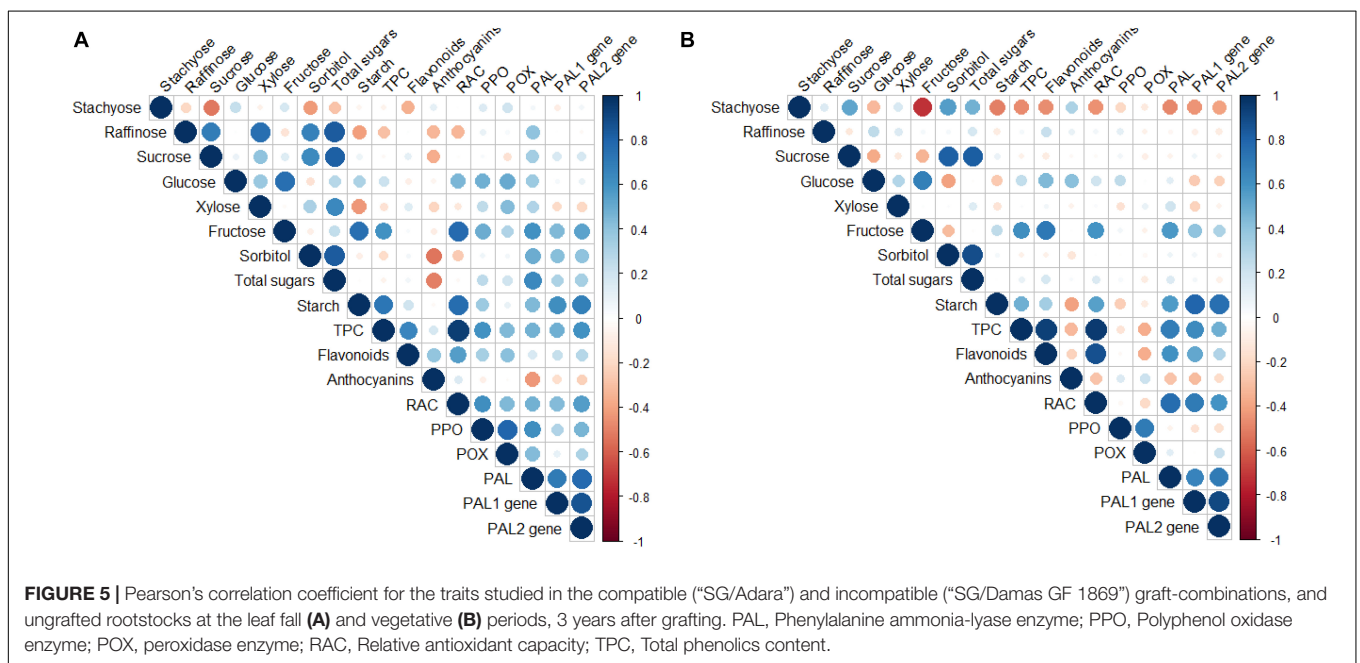 A
Stachyose
Raffinose
Sucrose
Glucose
Xylose
Fructose
Sorbitol
Total sugars
Starch
TPC
Flavonoids
Anthocyanins
RAC
PPO
POX
PAL
PAL1 gene
PAL2 gene
Stachyose
Raffinose
Sucrose
Glucose
Xylose
Fructose
Sorbitol
Total sugars
Starch
TPC
Flavonoids
Anthocyanins
RAC
PPO
POX
PAL
PAL1 gene
PAL2 gene
1
0.8
0.6
0.4
0.2
0
-0.2
-0.4
-0.6
-0.8
-1
B
Stachyose
Raffinose
Sucrose
Glucose
Xylose
Fructose
Sorbitol
Total sugars
Starch
TPC
Flavonoids
Anthocyanins
RAC
PPO
POX
PAL
PAL1 gene
PAL2 gene
Stachyose
Raffinose
Sucrose
Glucose
Xylose
Fructose
Sorbitol
Total sugars
Starch
TPC
Flavonoids
Anthocyanins
RAC
PPO
POX
PAL
PAL1 gene
PAL2 gene
1
0.8
0.6
0.4
0.2
0
-0.2
-0.4
-0.6
-0.8
-1
FIGURE 5 | Pearson's correlation coefficient for the traits studied in the compatible (“SG/Adara”) and incompatible (“SG/Damas GF 1869”) graft-combinations, and
ungrafted rootstocks at the leaf fall (A) and vegetative (B) periods, 3 years after grafting. PAL, Phenylalanine ammonia-lyase enzyme; PPO, Polyphenol oxidase
enzyme; POX, peroxidase enzyme; RAC, Relative antioxidant capacity; TPC, Total phenolics content.